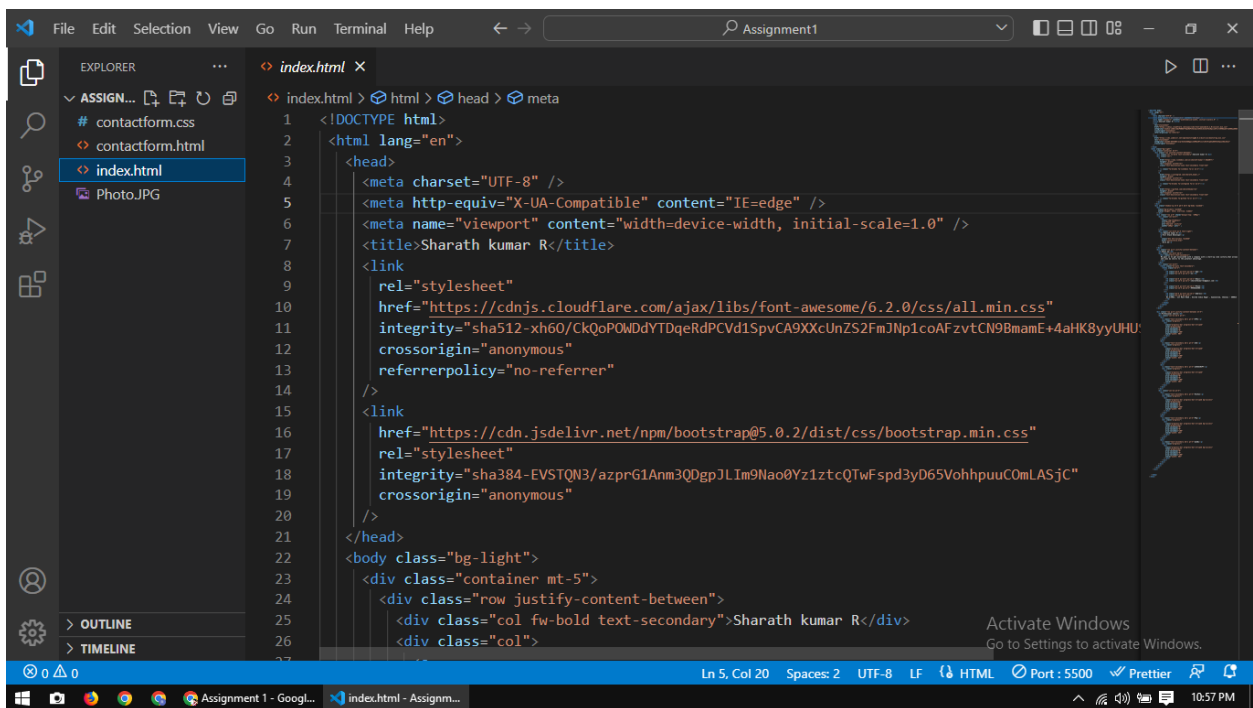 File Edit Selection View Go Run Terminal Help Assignment1
EXPLORER
ASSIGN...
# contactform.css
<> contactform.html
<> index.html
Photo.JPG
OUTLINE
TIMELINE
<> index.html
<> index.html > html > head > meta
1 <!DOCTYPE html>
2 <html lang="en">
3 <head>
4 <meta charset="UTF-8" />
5 <meta http-equiv="X-UA-Compatible" content="IE=edge" />
6 <meta name="viewport" content="width=device-width, initial-scale=1.0" />
7 <title>Sharath kumar R</title>
8 <link
9 rel="stylesheet"
10 href="https://cdnjs.cloudflare.com/ajax/libs/font-awesome/6.2.0/css/all.min.css"
11 integrity="sha512-xh6O/CkQoPOWDdYTDqeRdPCVd1SpvCA9XXcUnZS2FmJNp1coAFzvtCN9BmamE+4aHK8yyUHU
12 crossorigin="anonymous"
13 referrerpolicy="no-referrer"
14 />
15 <link
16 href="https://cdn.jsdelivr.net/npm/bootstrap@5.0.2/dist/css/bootstrap.min.css"
17 rel="stylesheet"
18 integrity="sha384-EVSTQN3/azprG1Anm3QDgpJLIm9Nao0Yz1ztcQTwFspd3yD65VohhpuuCOmLASjC"
19 crossorigin="anonymous"
20 />
21 </head>
22 <body class="bg-light">
23 <div class="container mt-5">
24 <div class="row justify-content-between">
25 <div class="col fw-bold text-secondary">Sharath kumar R</div>
26 <div class="col">
27
Activate Windows
Go to Settings to activate Windows.
0 0 Ln 5, Col 20 Spaces: 2 UTF-8 LF HTML Port : 5500 Prettier
Assignment 1 - Googl... index.html - Assignm... 10:57 PM